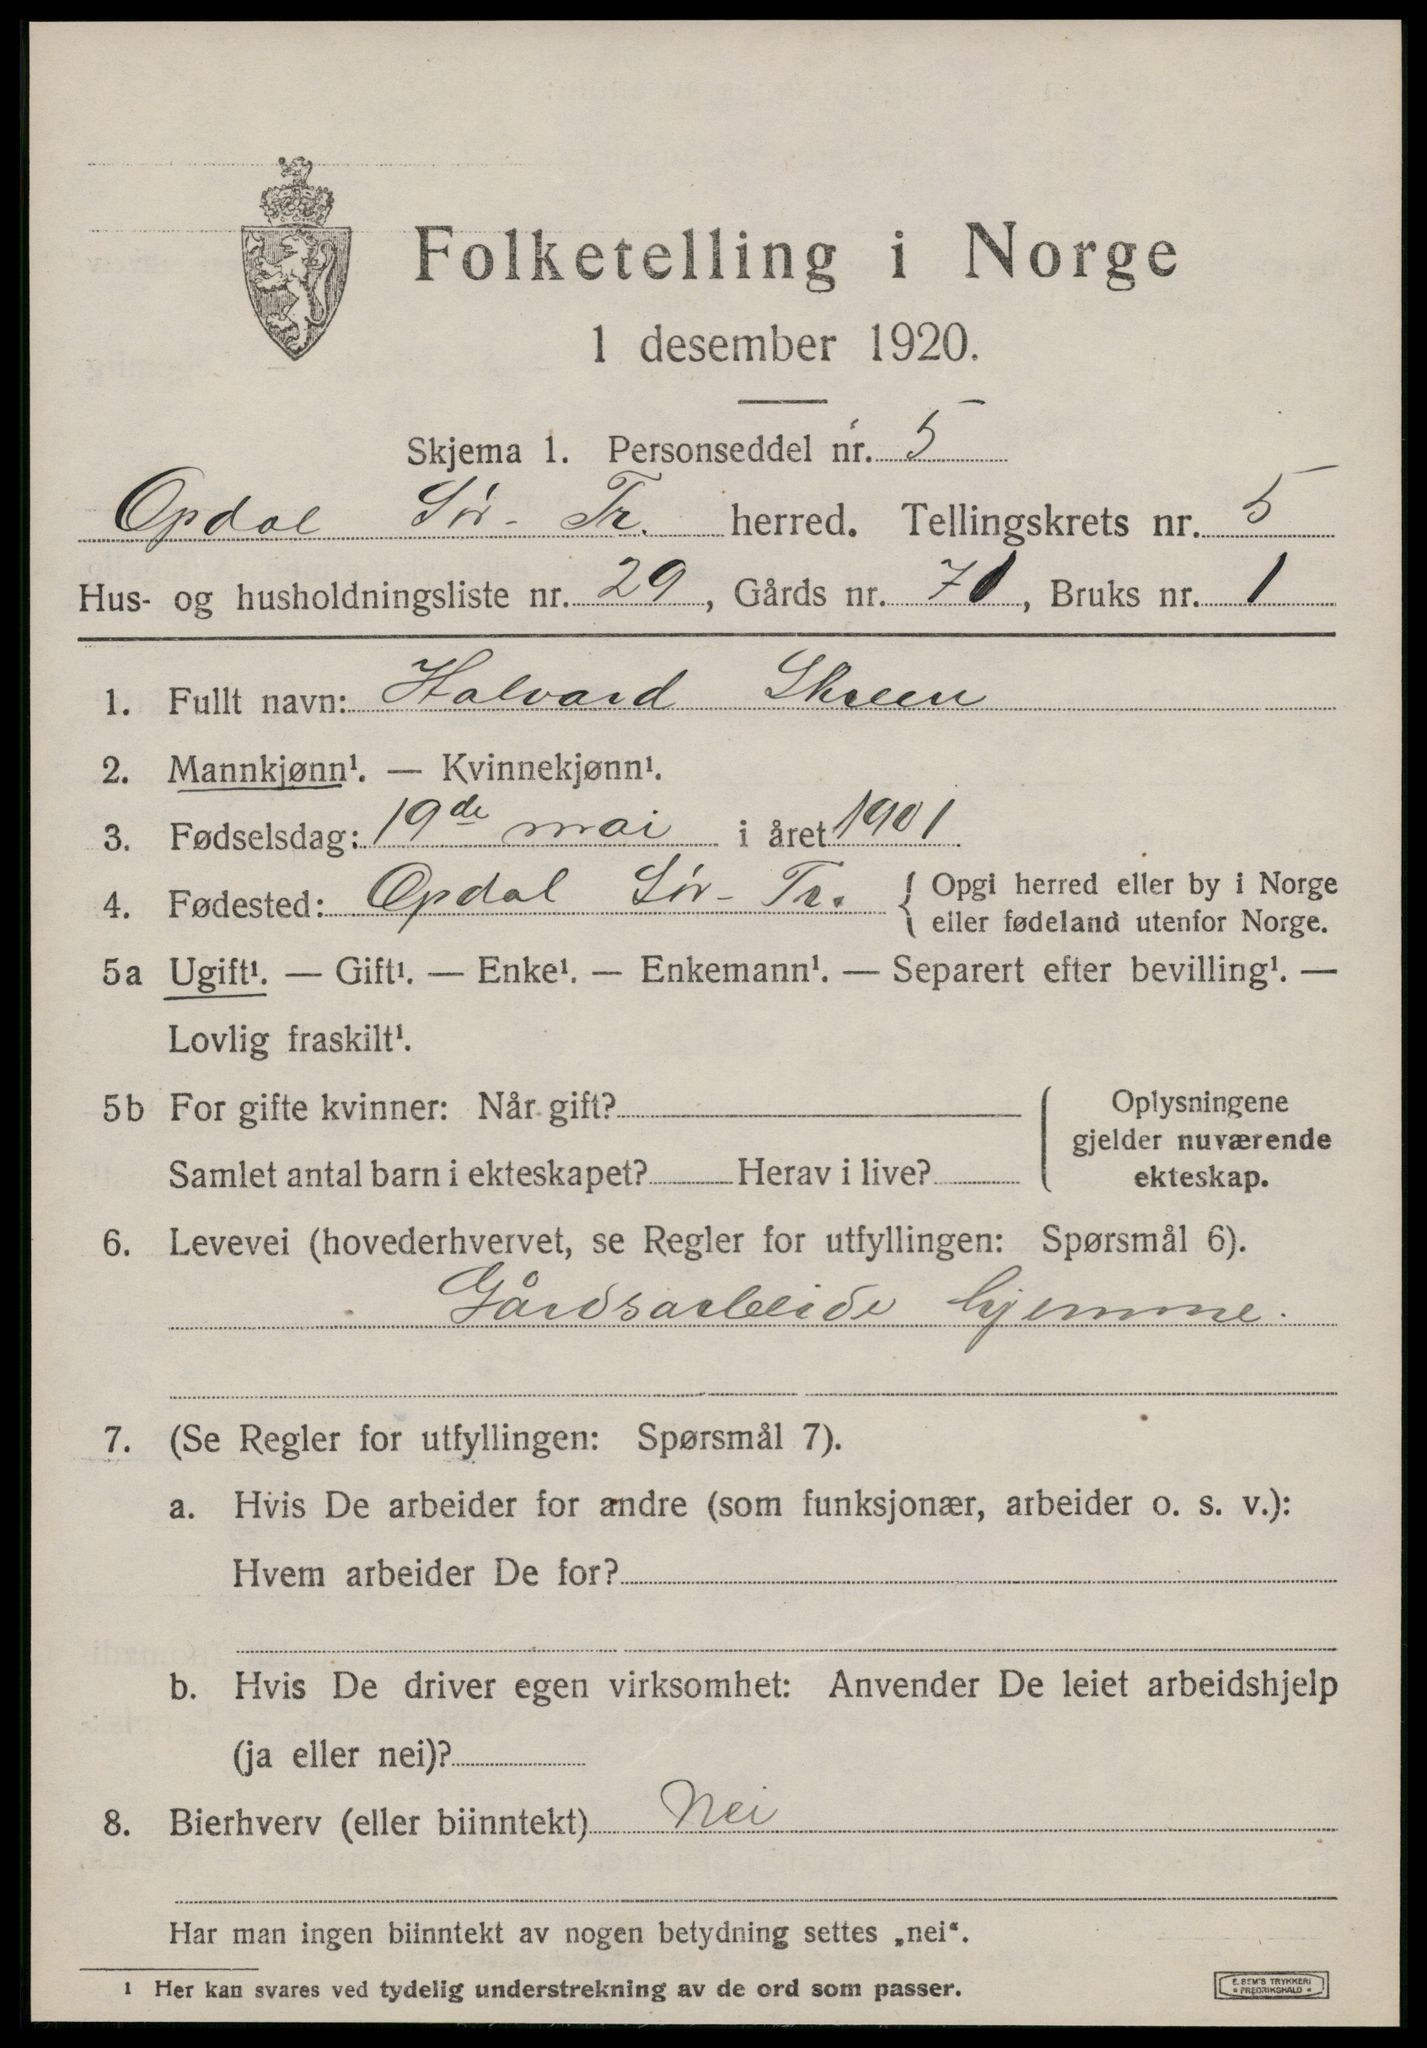 Folketelling i Norge
1 desember 1920.
Skjema 1. Personseddel nr. 5
Opdal Sör-Tr. herred. Tellingskrets nr. 5
Hus- og husholdningsliste nr. 29, Gårds nr. 71, Bruks nr. 1
1. Fullt navn: Halvard Skreen
2. Mannkjønn¹. — Kvinnekjønn¹.
3. Fødselsdag: 19de mai i året 1901
4. Fødested: Opdal Sör-Tr. { Opgi herred eller by i Norge
eller fødeland utenfor Norge.
5a Ugift¹. — Gift¹. — Enke¹. — Enkemann¹. — Separert efter bevilling¹. —
Lovlig fraskilt¹.
5b For gifte kvinner: Når gift?
Samlet antal barn i ekteskapet? Herav i live?
Oplysningene
gjelder nuværende
ekteskap.
6. Levevei (hovederhvervet, se Regler for utfyllingen: Spørsmål 6).
Gårdsarbeide hjemme.
7. (Se Regler for utfyllingen: Spørsmål 7).
a. Hvis De arbeider for andre (som funksjonær, arbeider o. s. v.):
Hvem arbeider De for?
b. Hvis De driver egen virksomhet: Anvender De leiet arbeidshjelp
(ja eller nei)?
8. Bierhverv (eller biinntekt) Nei
Har man ingen biinntekt av nogen betydning settes „nei“.
¹ Her kan svares ved tydelig understrekning av de ord som passer.
E. SEM'S TRYKKERI
FREDRIKSHALD